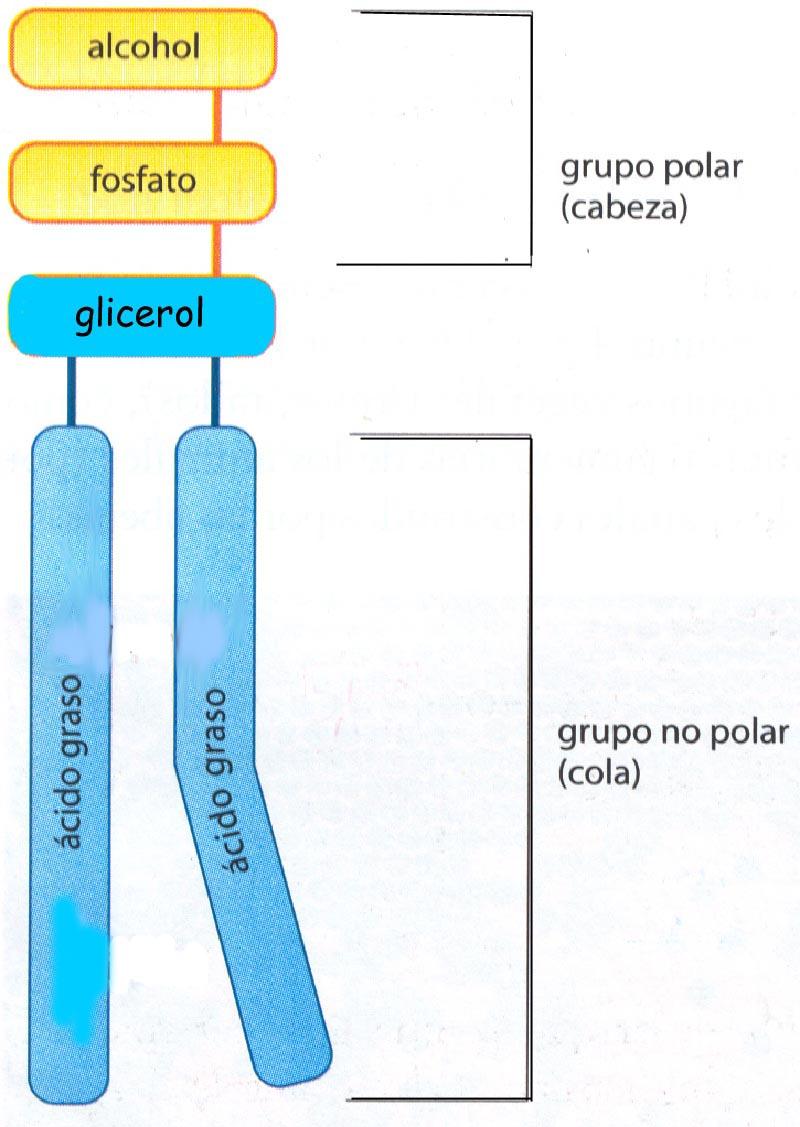 alcohol
fosfato
grupo polar
(cabeza)
glicerol
ácido graso
ácido graso
grupo no polar
(cola)